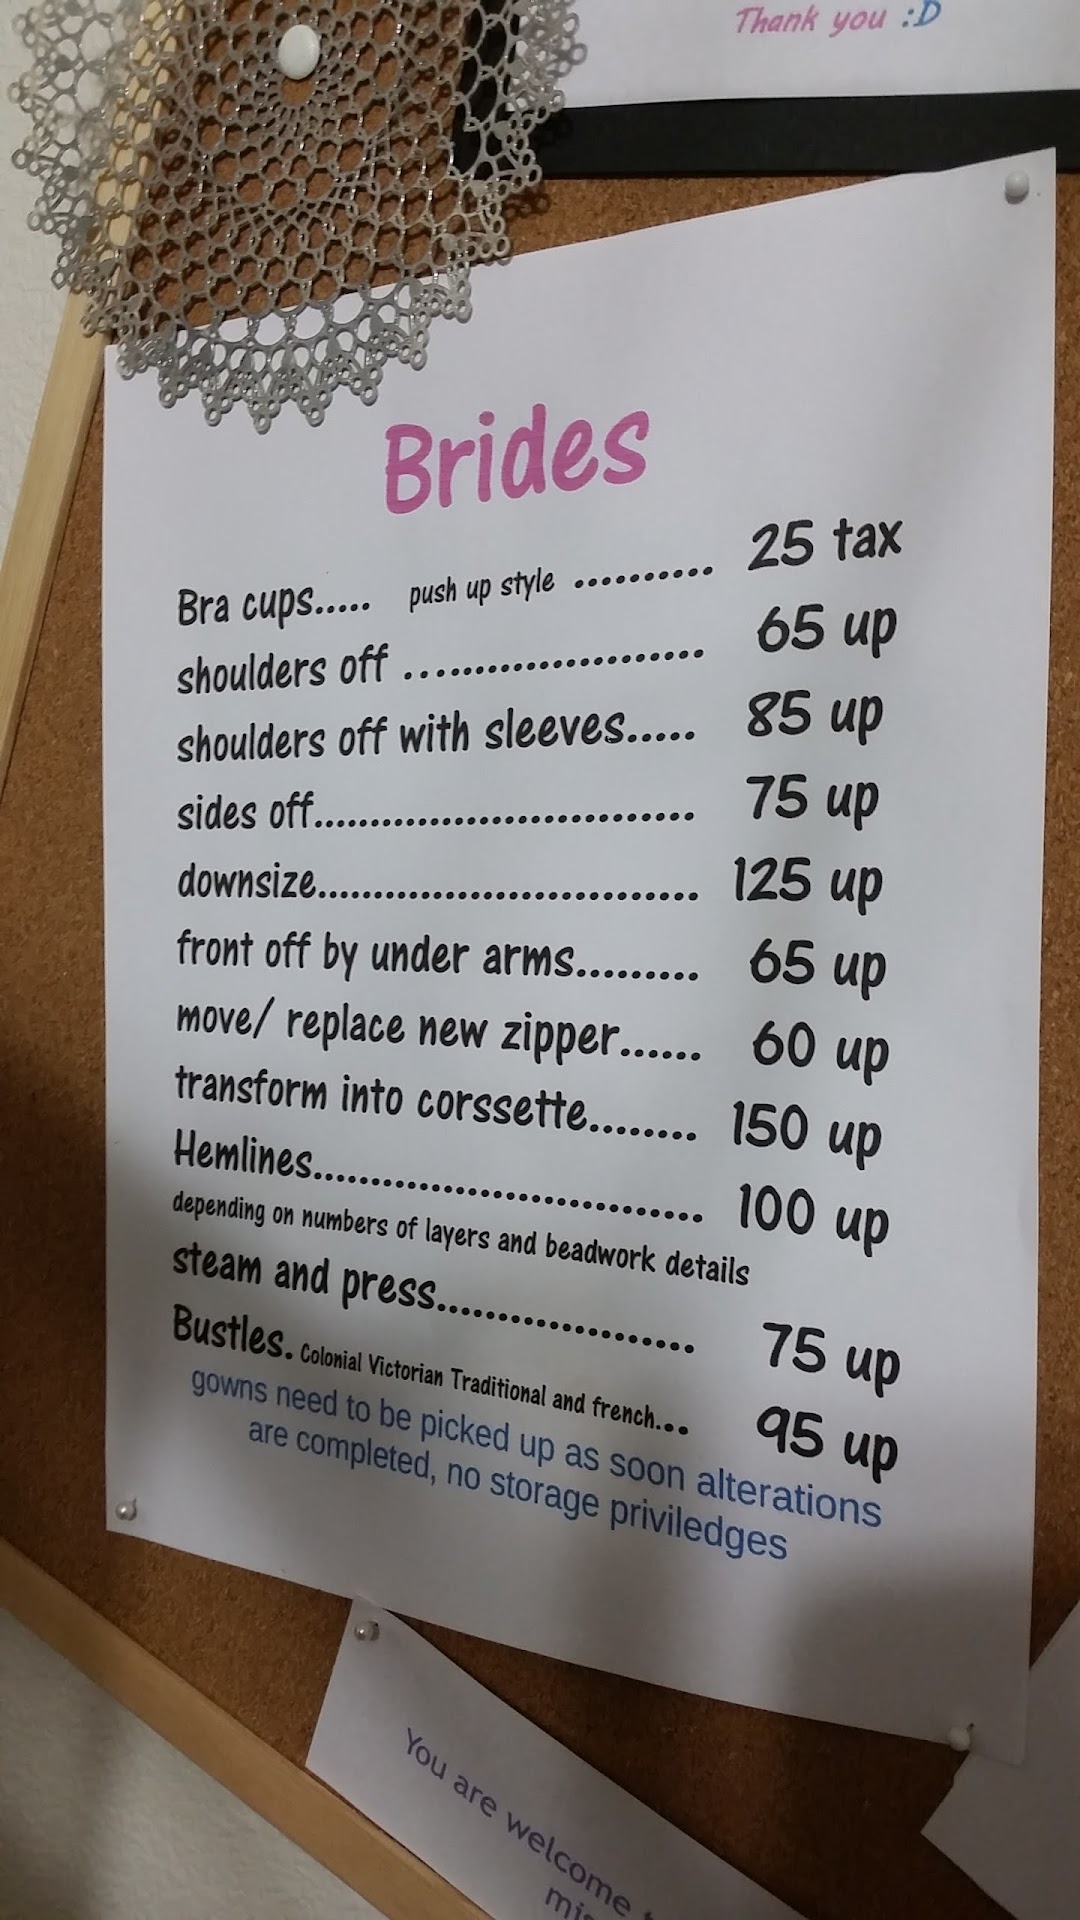 Thank you :D
Brides
Bra cups..... push up style .......... 25 tax
shoulders off ........................ 65 up
shoulders off with sleeves..... 85 up
sides off.............................. 75 up
downsize.............................. 125 up
front off by under arms......... 65 up
move/ replace new zipper...... 60 up
transform into corssette........ 150 up
Hemlines................................ 100 up
depending on numbers of layers and beadwork details
steam and press.................... 75 up
Bustles. Colonial Victorian Traditional and french... 95 up
gowns need to be picked up as soon alterations
are completed, no storage priviledges
You are welcome